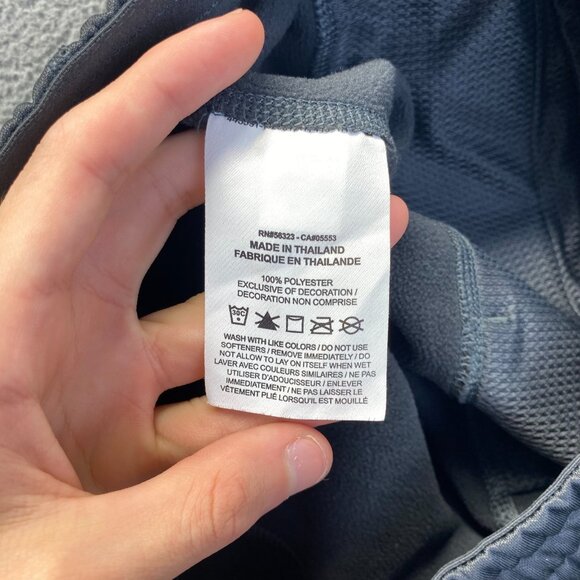 RN#56323 - CA#05553
MADE IN THAILAND
FABRIQUE EN THAILANDE
100% POLYESTER
EXCLUSIVE OF DECORATION /
DECORATION NON COMPRISE
30C
WASH WITH LIKE COLORS / DO NOT USE
SOFTENERS / REMOVE IMMEDIATELY / DO
NOT ALLOW TO LAY ON ITSELF WHEN WET
LAVER AVEC COULEURS SIMILAIRES / NE PAS
UTILISER D'ADOUCISSEUR / ENLEVER
IMMEDIATEMENT / NE PAS LAISSER LE
VÊTEMENT PLIÉ LORSQU'IL EST MOUILLÉ